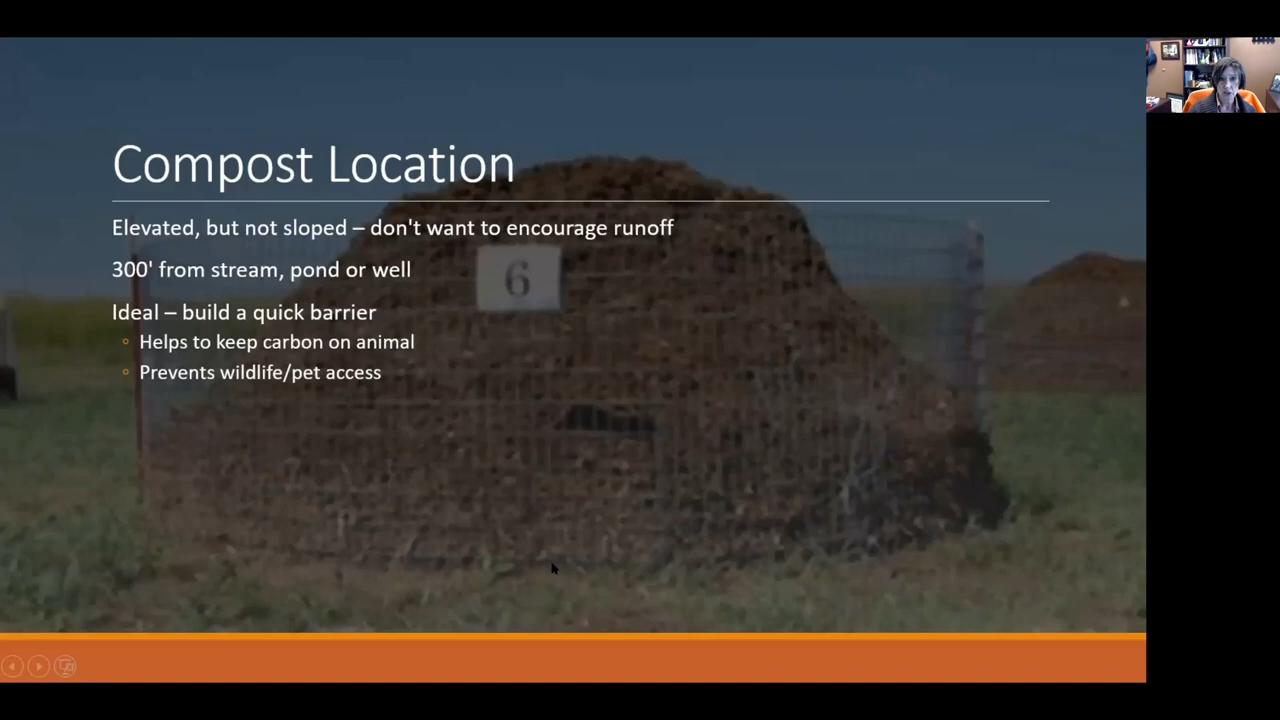 Compost Location
Elevated, but not sloped – don't want to encourage runoff
300' from stream, pond or well
6
Ideal – build a quick barrier
◦ Helps to keep carbon on animal
◦ Prevents wildlife/pet access